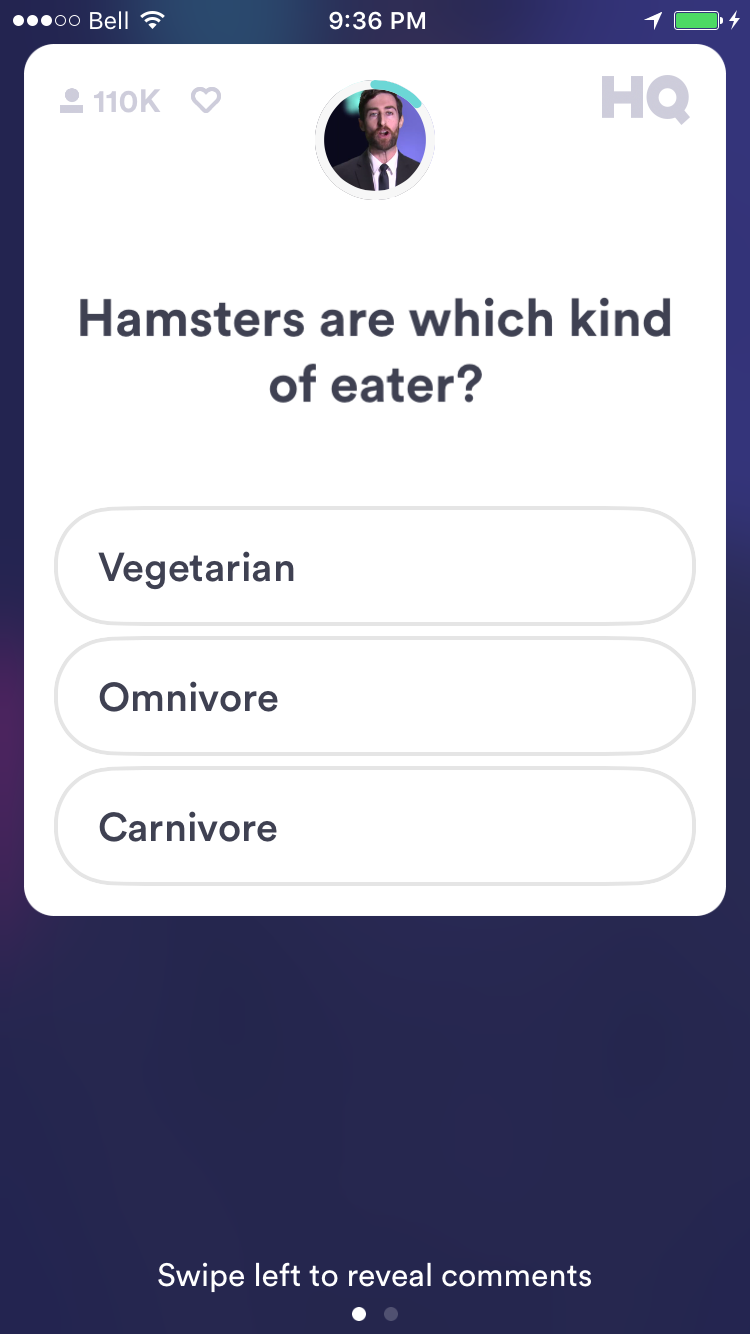 Bell 9:36 PM
110K HQ
Hamsters are which kind
of eater?
Vegetarian
Omnivore
Carnivore
Swipe left to reveal comments